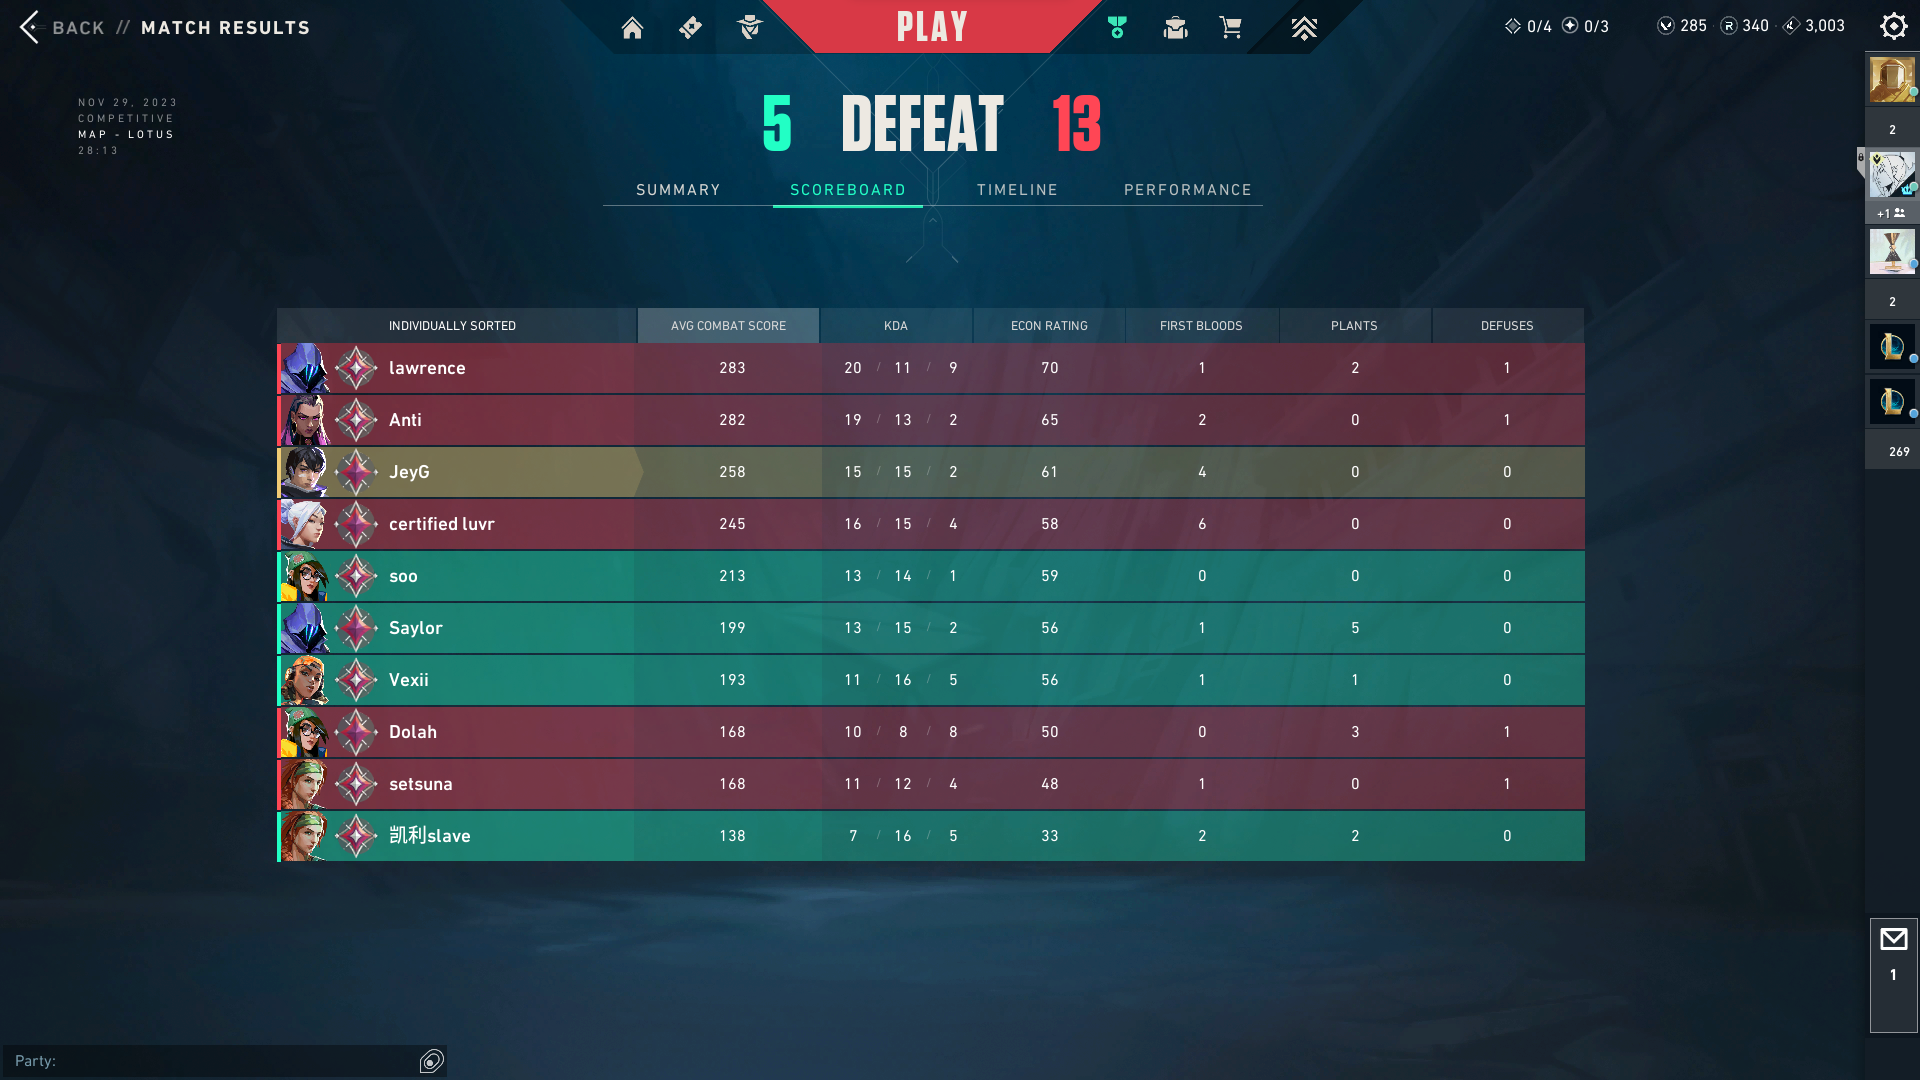 BACK // MATCH RESULTS
PLAY
0/4 0/3 285 340 3,003
NOV 29, 2023
COMPETITIVE
MAP - LOTUS
28:13
5 DEFEAT 13
SUMMARY SCOREBOARD TIMELINE PERFORMANCE
INDIVIDUALLY SORTED AVG COMBAT SCORE KDA ECON RATING FIRST BLOODS PLANTS DEFUSES
lawrence 283 20 / 11 / 9 70 1 2 1
Anti 282 19 / 13 / 2 65 2 0 1
JeyG 258 15 / 15 / 2 61 4 0 0
certified luvr 245 16 / 15 / 4 58 6 0 0
soo 213 13 / 14 / 1 59 0 0 0
Saylor 199 13 / 15 / 2 56 1 5 0
Vexii 193 11 / 16 / 5 56 1 1 0
Dolah 168 10 / 8 / 8 50 0 3 1
setsuna 168 11 / 12 / 4 48 1 0 1
凯利slave 138 7 / 16 / 5 33 2 2 0
2
+1
2
269
1
Party: